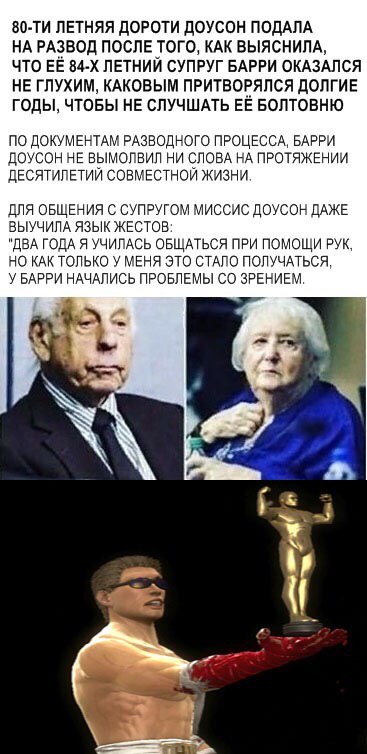 80-ТИ ЛЕТНЯЯ ДОРОТИ ДОУСОН ПОДАЛА
НА РАЗВОД ПОСЛЕ ТОГО, КАК ВЫЯСНИЛА,
ЧТО ЕЁ 84-Х ЛЕТНИЙ СУПРУГ БАРРИ ОКАЗАЛСЯ
НЕ ГЛУХИМ, КАКОВЫМ ПРИТВОРЯЛСЯ ДОЛГИЕ
ГОДЫ, ЧТОБЫ НЕ СЛУЧШАТЬ ЕЁ БОЛТОВНЮ
ПО ДОКУМЕНТАМ РАЗВОДНОГО ПРОЦЕССА, БАРРИ
ДОУСОН НЕ ВЫМОЛВИЛ НИ СЛОВА НА ПРОТЯЖЕНИИ
ДЕСЯТИЛЕТИЙ СОВМЕСТНОЙ ЖИЗНИ.
ДЛЯ ОБЩЕНИЯ С СУПРУГОМ МИССИС ДОУСОН ДАЖЕ
ВЫУЧИЛА ЯЗЫК ЖЕСТОВ:
"ДВА ГОДА Я УЧИЛАСЬ ОБЩАТЬСЯ ПРИ ПОМОЩИ РУК,
НО КАК ТОЛЬКО У МЕНЯ ЭТО СТАЛО ПОЛУЧАТЬСЯ,
У БАРРИ НАЧАЛИСЬ ПРОБЛЕМЫ СО ЗРЕНИЕМ.